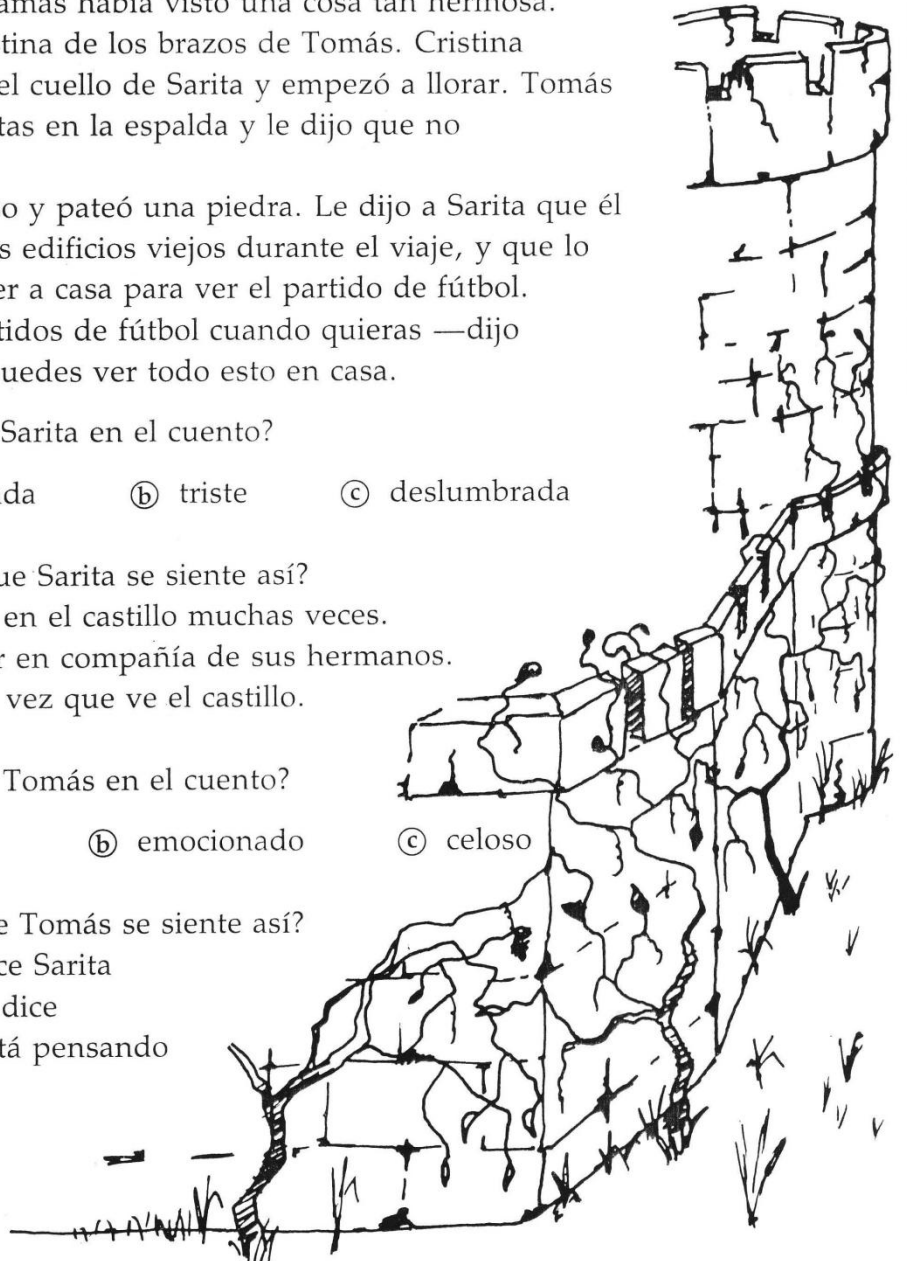 amás había visto una cosa tan hermosa.
tina de los brazos de Tomás. Cristina
el cuello de Sarita y empezó a llorar. Tomás
tas en la espalda y le dijo que no
o y pateó una piedra. Le dijo a Sarita que él
s edificios viejos durante el viaje, y que lo
er a casa para ver el partido de fútbol.
tidos de fútbol cuando quieras —dijo
uedes ver todo esto en casa.
Sarita en el cuento?
da ⓑ triste ⓒ deslumbrada
ue Sarita se siente así?
en el castillo muchas veces.
r en compañía de sus hermanos.
vez que ve el castillo.
Tomás en el cuento?
ⓑ emocionado ⓒ celoso
e Tomás se siente así?
ce Sarita
dice
tá pensando